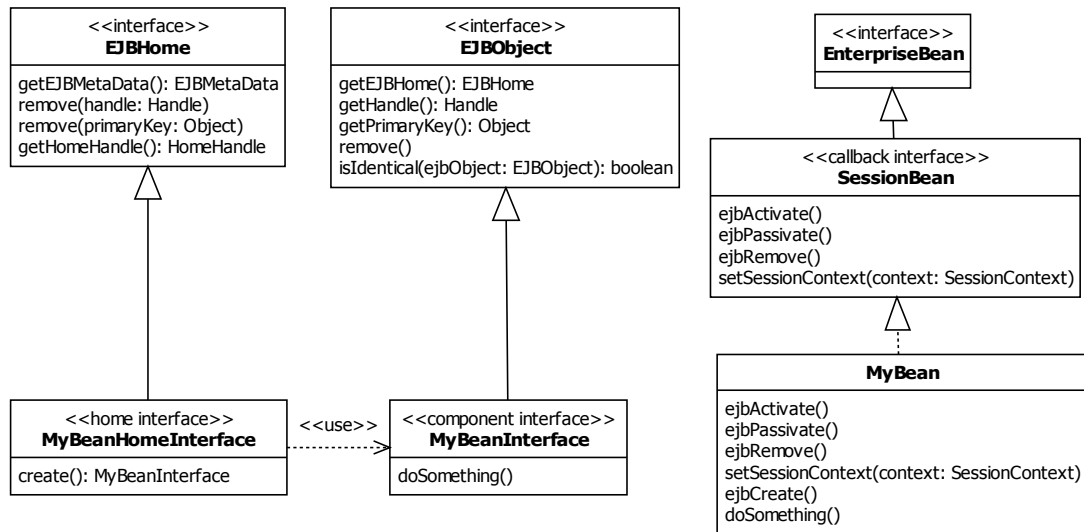 <<interface>>
EJBHome
getEJBMetaData(): EJBMetaData
remove(handle: Handle)
remove(primaryKey: Object)
getHomeHandle(): HomeHandle
<<interface>>
EJBObject
getEJBHome(): EJBHome
getHandle(): Handle
getPrimaryKey(): Object
remove()
isIdentical(ejbObject: EJBObject): boolean
<<interface>>
EnterpriseBean
<<callback interface>>
SessionBean
ejbActivate()
ejbPassivate()
ejbRemove()
setSessionContext(context: SessionContext)
<<home interface>>
MyBeanHomeInterface
create(): MyBeanInterface
<<use>>
<<component interface>>
MyBeanInterface
doSomething()
MyBean
ejbActivate()
ejbPassivate()
ejbRemove()
setSessionContext(context: SessionContext)
ejbCreate()
doSomething()